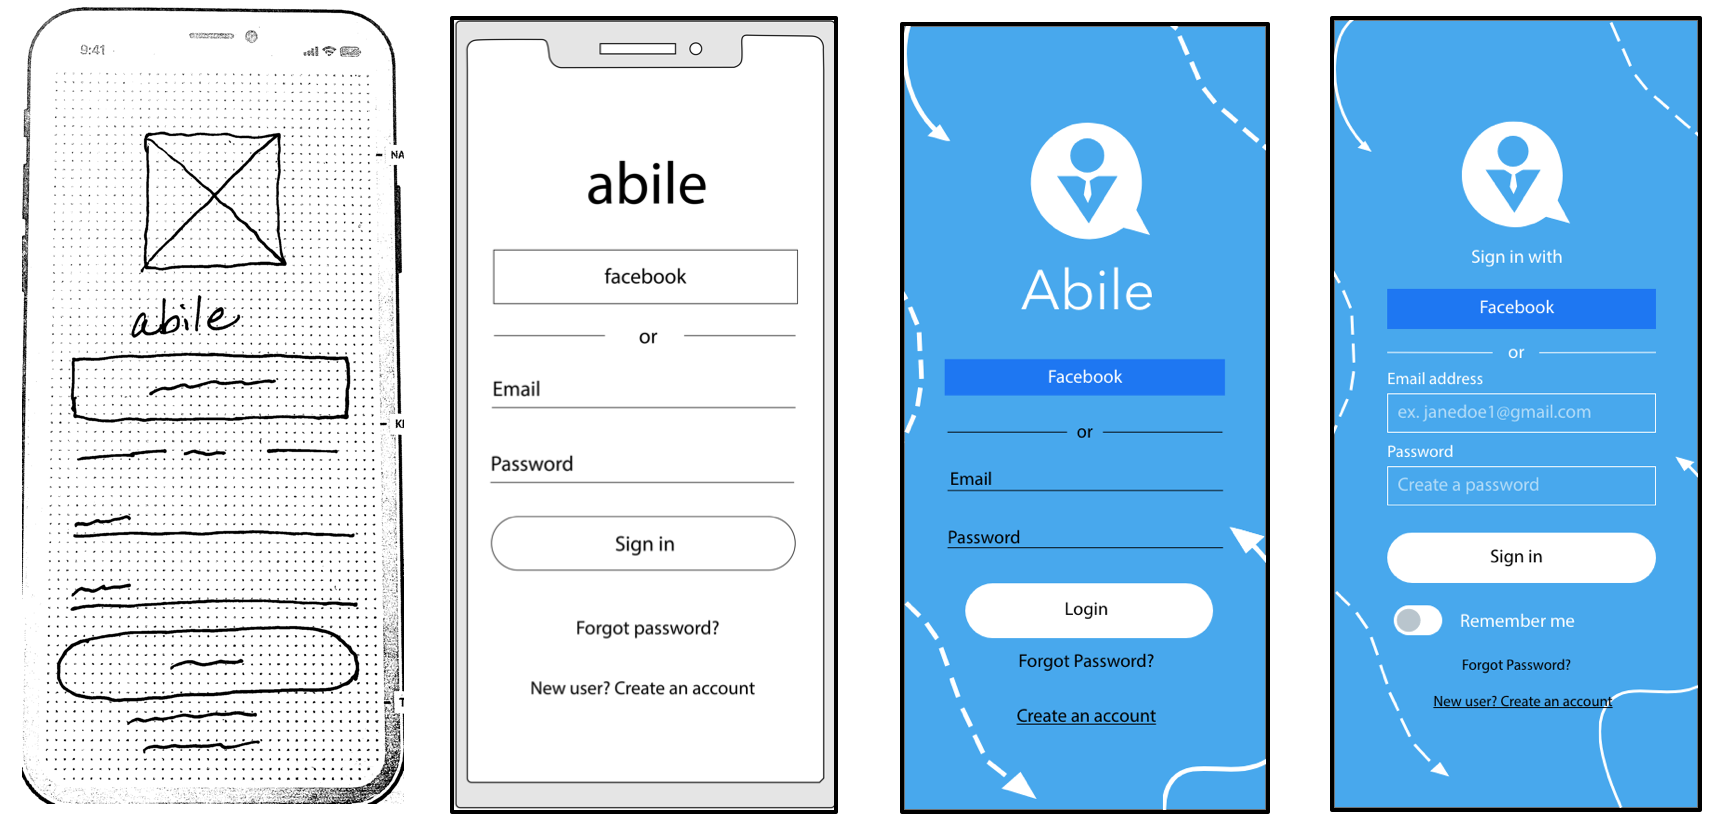 9:41
NA
abile
KI
T
abile
facebook
or
Email
Password
Sign in
Forgot password?
New user? Create an account
Abile
Facebook
or
Email
Password
Login
Forgot Password?
Create an account
Sign in with
Facebook
or
Email address
ex. janedoe1@gmail.com
Password
Create a password
Sign in
Remember me
Forgot Password?
New user? Create an account